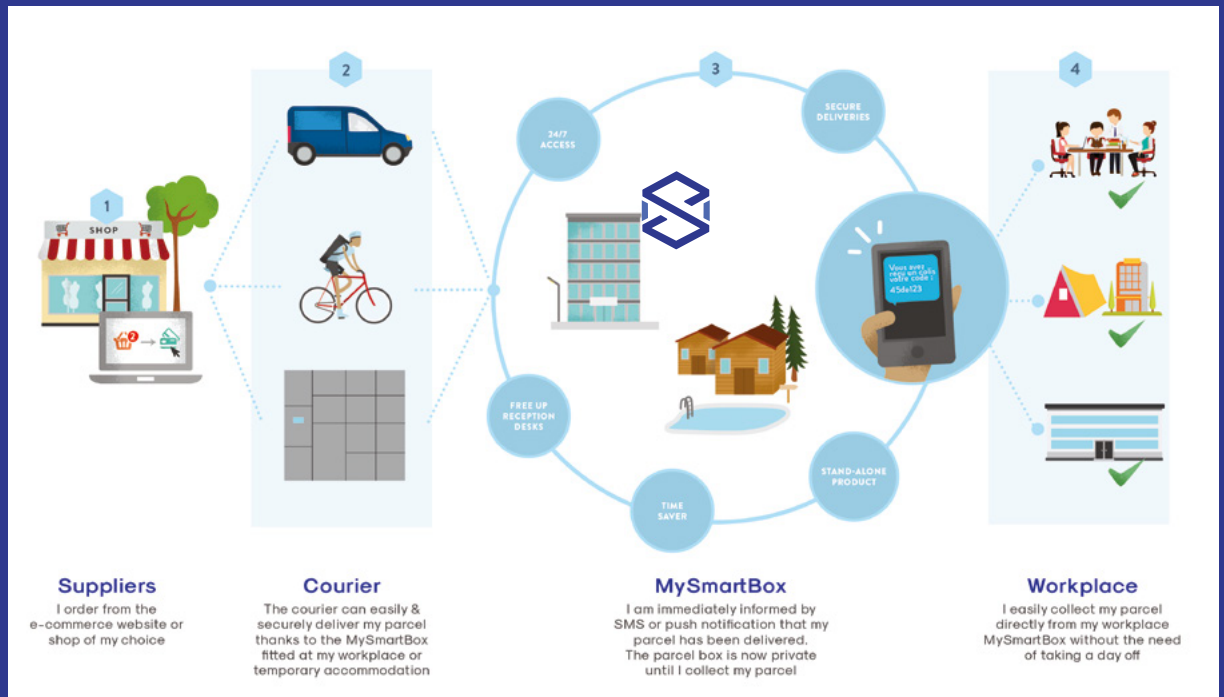 1
SHOP
2
2
3
24/7
ACCESS
SECURE
DELIVERIES
Vous avez
reçu un colis
votre code :
45de123
FREE UP
RECEPTION
DESKS
TIME
SAVER
STAND-ALONE
PRODUCT
4
Suppliers
I order from the
e-commerce website or
shop of my choice
Courier
The courier can easily &
securely deliver my parcel
thanks to the MySmartBox
fitted at my workplace or
temporary accommodation
MySmartBox
I am immediately informed by
SMS or push notification that my
parcel has been delivered.
The parcel box is now private
until I collect my parcel
Workplace
I easily collect my parcel
directly from my workplace
MySmartBox without the need
of taking a day off